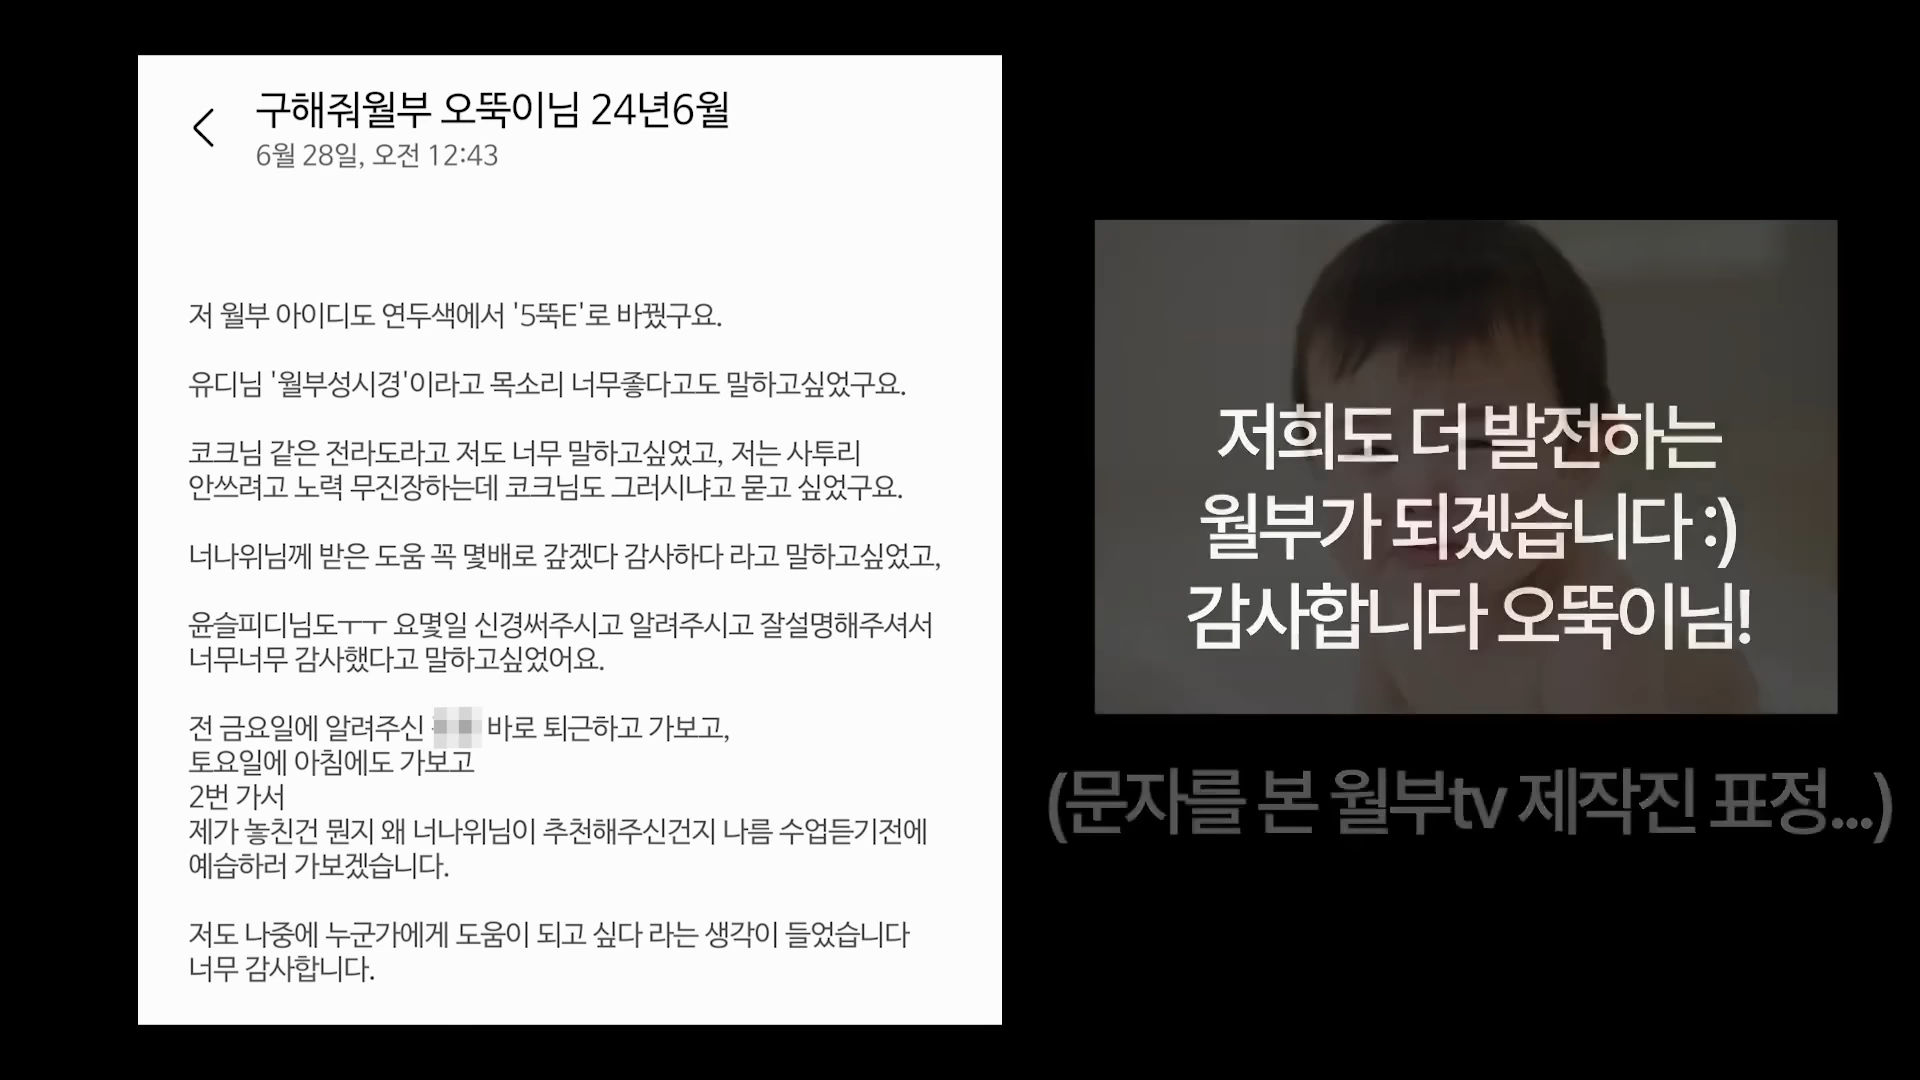 구해줘월부 오뚝이님 24년6월
6월 28일, 오전 12:43
저 월부 아이디도 연두색에서 '5뚝E'로 바꿨구요.
유디님 '월부성시경'이라고 목소리 너무좋다고도 말하고싶었구요.
코크님 같은 전라도라고 저도 너무 말하고싶었고, 저는 사투리
안쓰려고 노력 무진장하는데 코크님도 그러시냐고 묻고 싶었구요.
너나위님께 받은 도움 꼭 몇배로 갚겠다 감사하다 라고 말하고싶었고,
윤슬피디님도ㅜㅜ 요몇일 신경써주시고 알려주시고 잘설명해주셔서
너무너무 감사했다고 말하고싶었어요.
전 금요일에 알려주신 바로 퇴근하고 가보고,
토요일에 아침에도 가보고
2번 가서
제가 놓친건 뭔지 왜 너나위님이 추천해주신건지 나름 수업듣기전에
예습하러 가보겠습니다.
저도 나중에 누군가에게 도움이 되고 싶다 라는 생각이 들었습니다
너무 감사합니다.
저희도 더 발전하는
월부가 되겠습니다 :)
감사합니다 오뚝이님!
(문자를 본 월부tv 제작진 표정...)